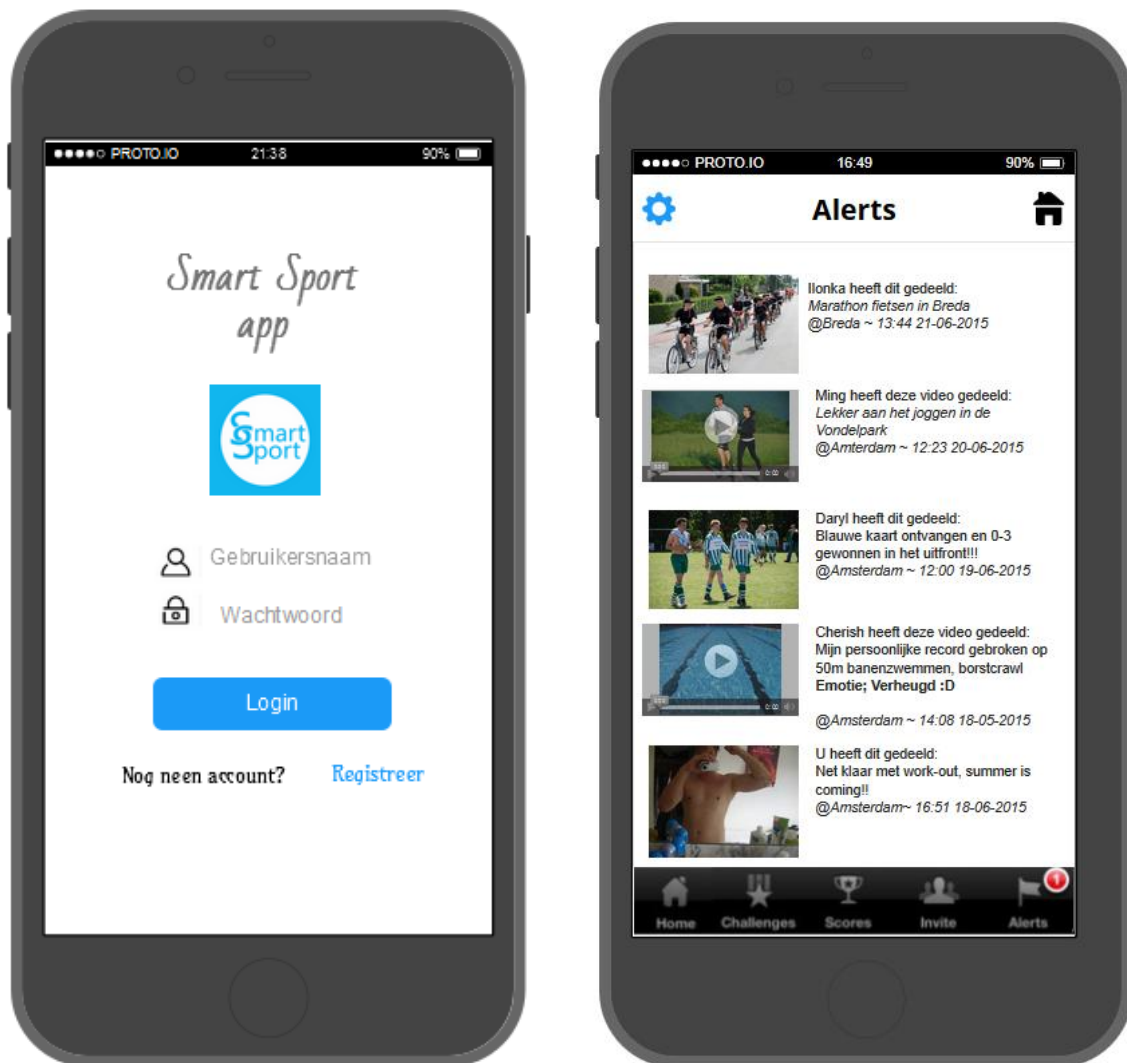 PROTO.IO 21:38 90%
Smart Sport
app
Smart
Sport
Gebruikersnaam
Wachtwoord
Login
Nog neen account? Registreer
PROTO.IO 16:49 90%
Alerts
Ilonka heeft dit gedeeld:
Marathon fietsen in Breda
@Breda ~ 13:44 21-06-2015
Ming heeft deze video gedeeld:
Lekker aan het joggen in de
Vondelpark
@Amterdam ~ 12:23 20-06-2015
0:00
Daryl heeft dit gedeeld:
Blauwe kaart ontvangen en 0-3
gewonnen in het uitfront!!!
@Amsterdam ~ 12:00 19-06-2015
Cherish heeft deze video gedeeld:
Mijn persoonlijke record gebroken op
50m banenzwemmen, borstcrawl
Emotie; Verheugd :D
0:00
@Amsterdam ~ 14:08 18-05-2015
U heeft dit gedeeld:
Net klaar met work-out, summer is
coming!!
@Amsterdam~ 16:51 18-06-2015
1
Home Challenges Scores Invite Alerts